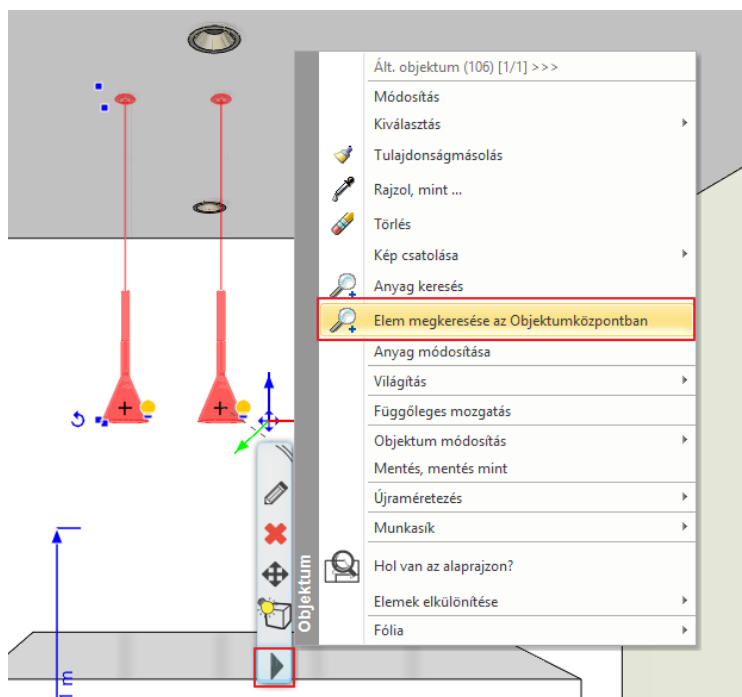 Ált. objektum (106) [1/1] >>>
Módosítás
Kiválasztás
Tulajdonságmásolás
Rajzol, mint ...
Törlés
Kép csatolása
Anyag keresés
Elem megkeresése az Objektumközpontban
Anyag módosítása
Világítás
Függőleges mozgatás
Objektum módosítás
Mentés, mentés mint
Újraméretezés
Munkasík
Hol van az alaprajzon?
Elemek elkülönítése
Fólia
Objektum
1 m